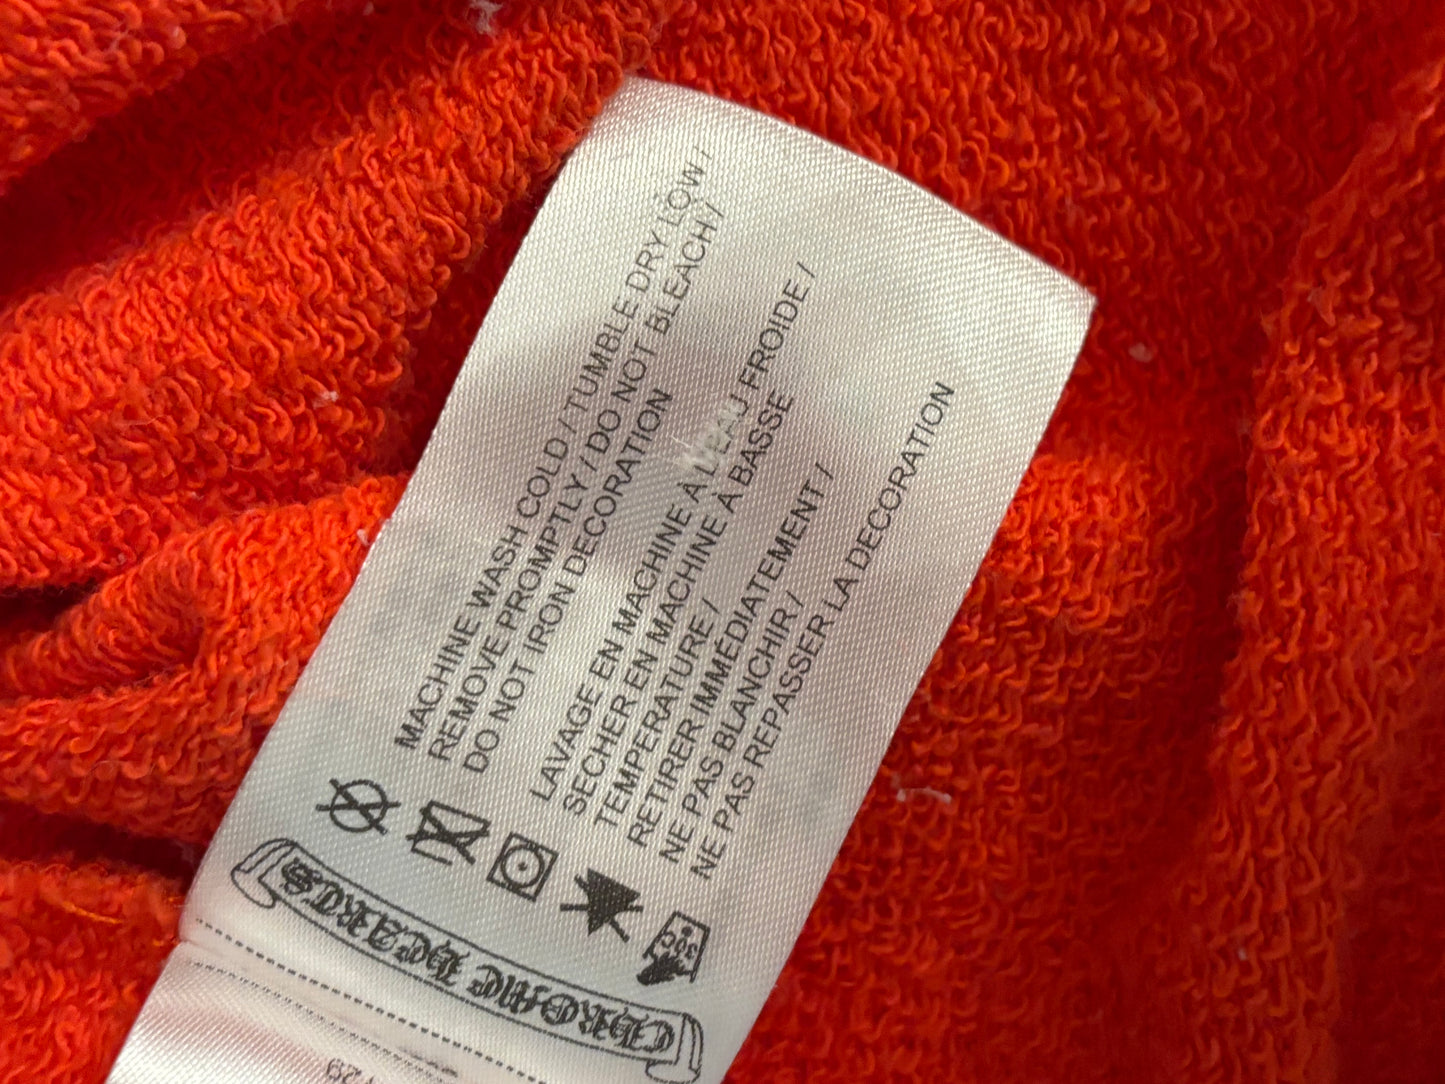 MACHINE WASH COLD / TUMBLE DRY LOW /
REMOVE PROMPTLY / DO NOT BLEACH /
DO NOT IRON DECORATION
LAVAGE EN MACHINE À L'EAU FROIDE /
SECHER EN MACHINE À BASSE
TEMPERATURE /
RETIRER IMMÉDIATEMENT /
NE PAS BLANCHIR /
NE PAS REPASSER LA DECORATION
30C
CHROME HEARTS